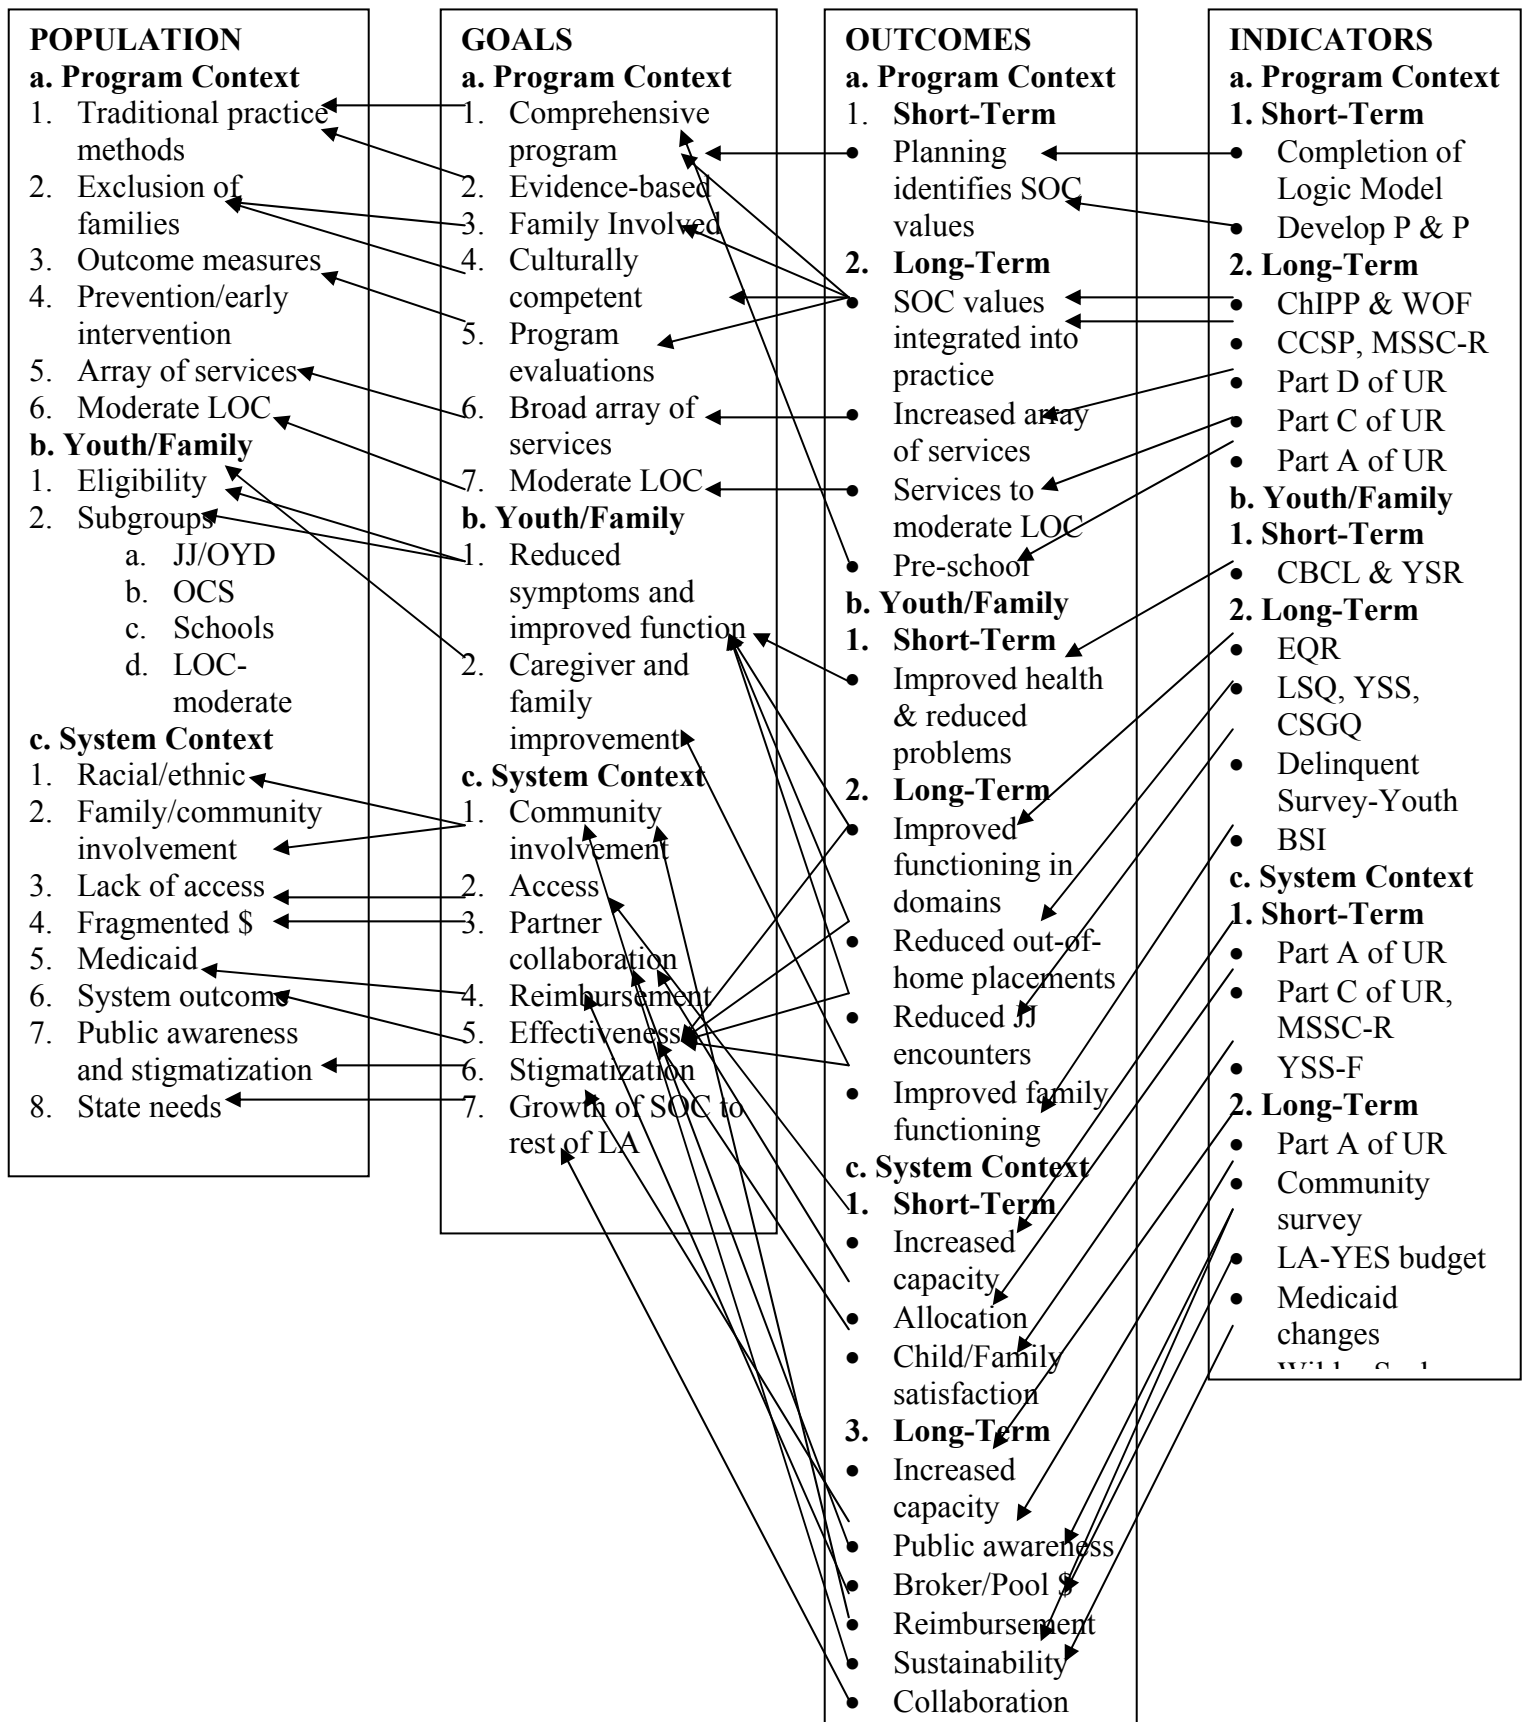 POPULATION
a. Program Context
1. Traditional practice
methods
2. Exclusion of
families
3. Outcome measures
4. Prevention/early
intervention
5. Array of services
6. Moderate LOC
b. Youth/Family
1. Eligibility
2. Subgroups
a. JJ/OYD
b. OCS
c. Schools
d. LOC-
moderate
c. System Context
1. Racial/ethnic
2. Family/community
involvement
3. Lack of access
4. Fragmented $
5. Medicaid
6. System outcome
7. Public awareness
and stigmatization
8. State needs
GOALS
a. Program Context
1. Comprehensive
program
2. Evidence-based
3. Family Involved
4. Culturally
competent
5. Program
evaluations
6. Broad array of
services
7. Moderate LOC
b. Youth/Family
1. Reduced
symptoms and
improved function
2. Caregiver and
family
improvement
c. System Context
1. Community
involvement
2. Access
3. Partner
collaboration
4. Reimbursement
5. Effectiveness
6. Stigmatization
7. Growth of SOC to
rest of LA
OUTCOMES
a. Program Context
1. Short-Term
• Planning
identifies SOC
values
2. Long-Term
• SOC values
integrated into
practice
• Increased array
of services
• Services to
moderate LOC
• Pre-school
b. Youth/Family
1. Short-Term
• Improved health
& reduced
problems
2. Long-Term
• Improved
functioning in
domains
• Reduced out-of-
home placements
• Reduced JJ
encounters
• Improved family
functioning
c. System Context
1. Short-Term
• Increased
capacity
• Allocation
• Child/Family
satisfaction
3. Long-Term
• Increased
capacity
• Public awareness
• Broker/Pool $
• Reimbursement
• Sustainability
• Collaboration
INDICATORS
a. Program Context
1. Short-Term
• Completion of
Logic Model
• Develop P & P
2. Long-Term
• ChIPP & WOF
• CCSP, MSSC-R
• Part D of UR
• Part C of UR
• Part A of UR
b. Youth/Family
1. Short-Term
• CBCL & YSR
2. Long-Term
• EQR
• LSQ, YSS,
CSGQ
• Delinquent
Survey-Youth
• BSI
c. System Context
1. Short-Term
• Part A of UR
• Part C of UR,
MSSC-R
• YSS-F
2. Long-Term
• Part A of UR
• Community
survey
• LA-YES budget
• Medicaid
changes